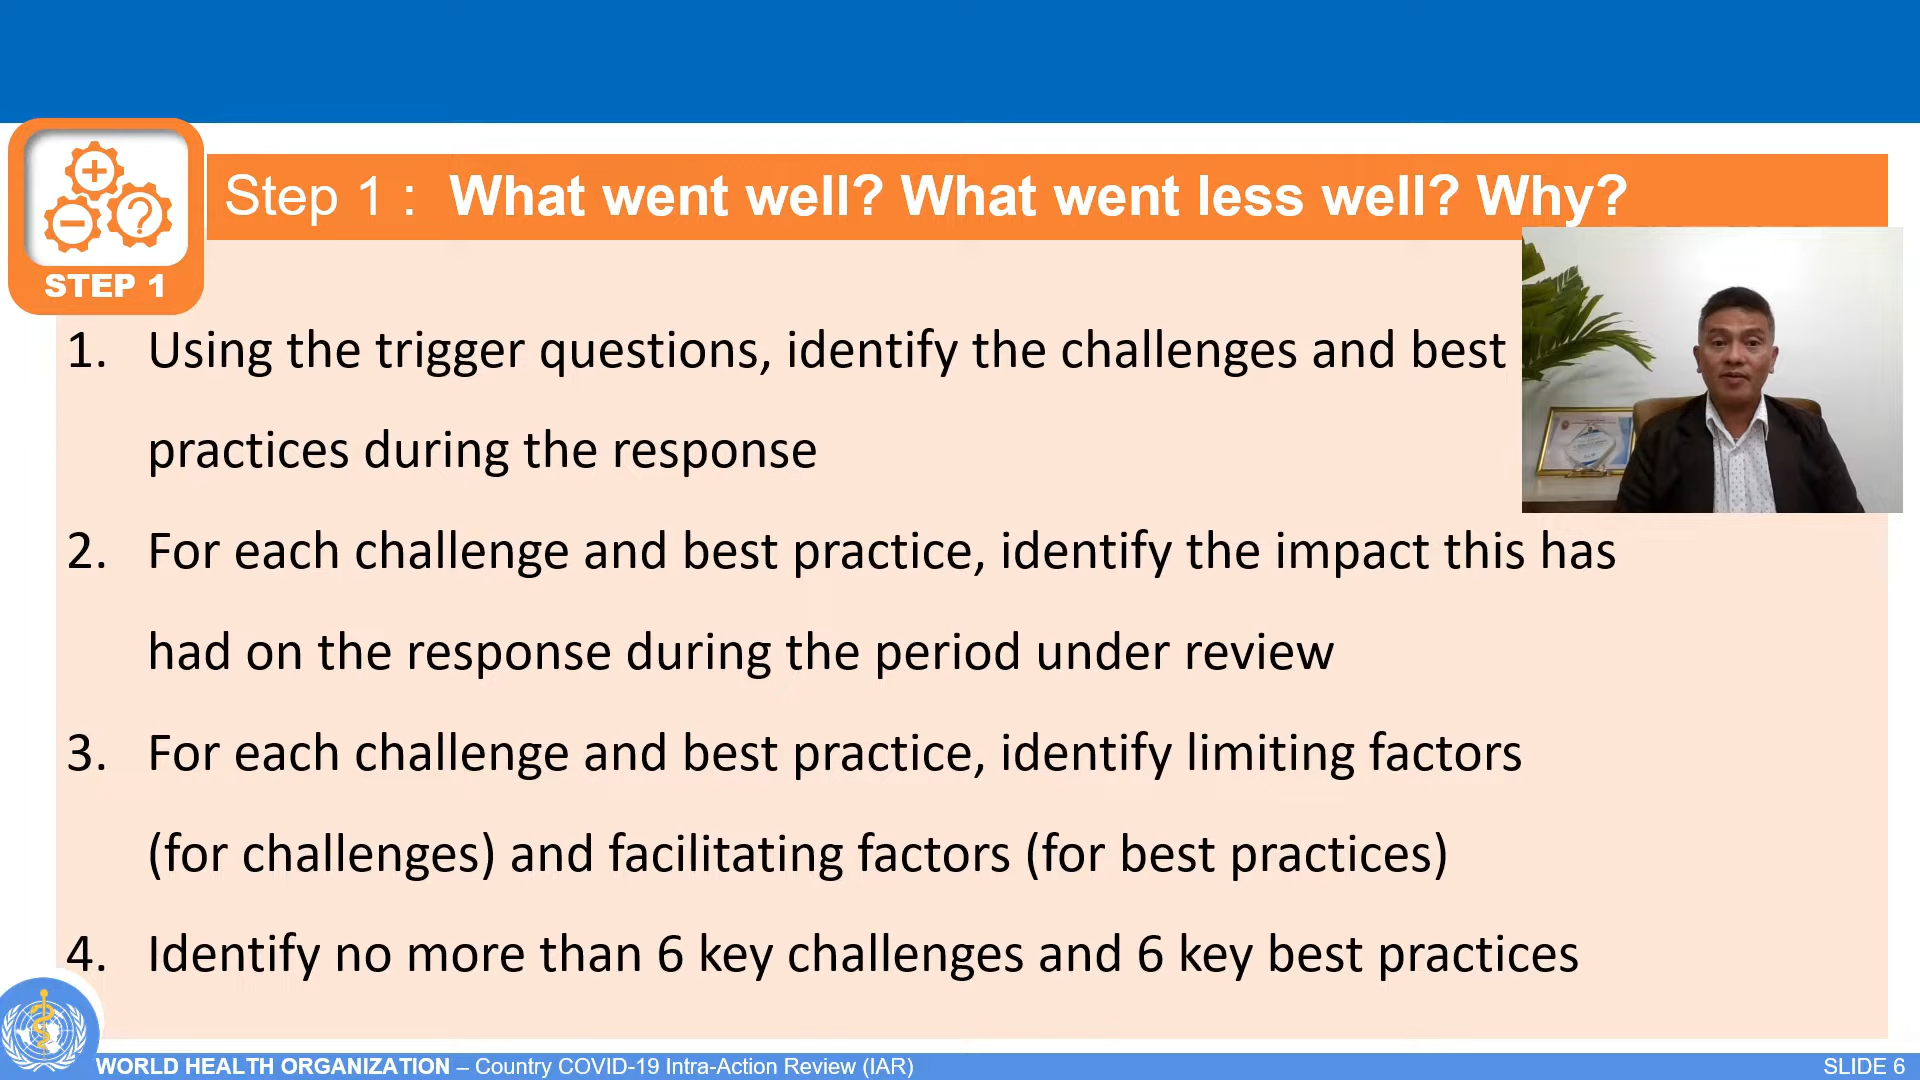 Step 1 : What went well? What went less well? Why?
STEP 1
1. Using the trigger questions, identify the challenges and best
practices during the response
2. For each challenge and best practice, identify the impact this has
had on the response during the period under review
3. For each challenge and best practice, identify limiting factors
(for challenges) and facilitating factors (for best practices)
4. Identify no more than 6 key challenges and 6 key best practices
WORLD HEALTH ORGANIZATION – Country COVID-19 Intra-Action Review (IAR)
SLIDE 6